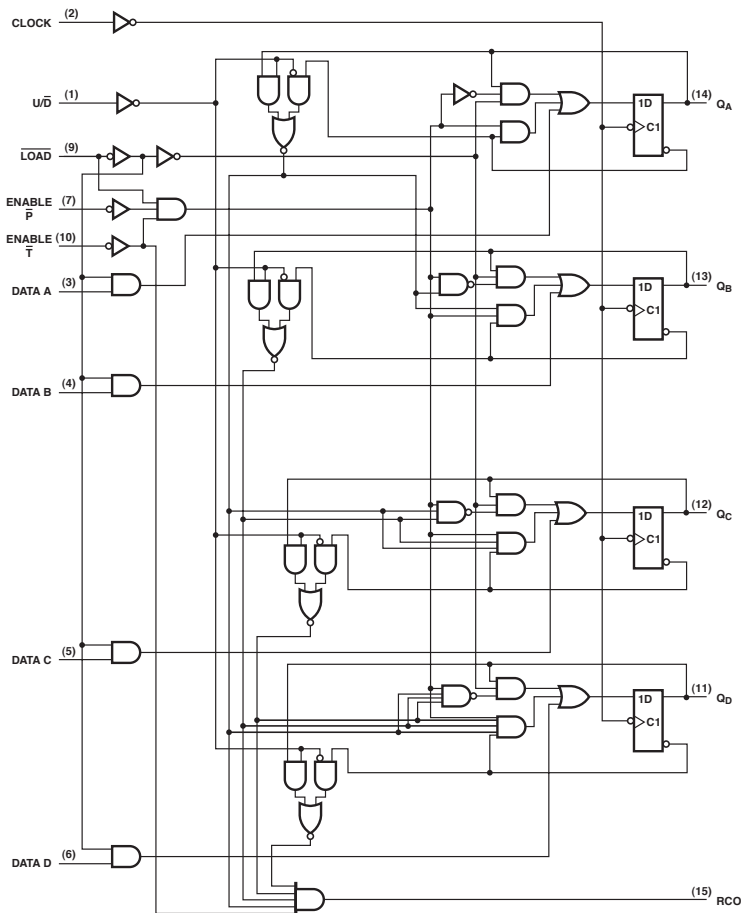 CLOCK (2)
U/D̅ (1)
L̅O̅A̅D̅ (9)
ENABLE P̅ (7)
ENABLE T̅ (10)
DATA A (3)
DATA B (4)
DATA C (5)
DATA D (6)
1D
C1
(14) QA
1D
C1
(13) QB
1D
C1
(12) QC
1D
C1
(11) QD
(15) RCO